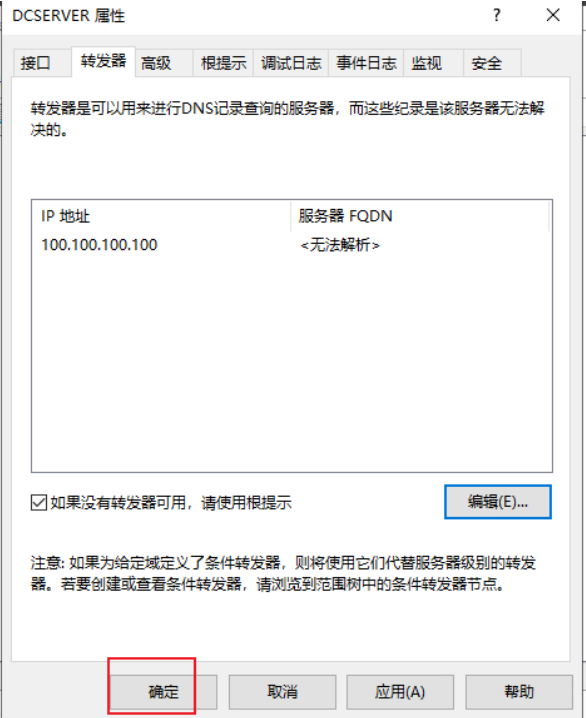 DCSERVER 属性
?
接口 转发器 高级 根提示 调试日志 事件日志 监视 安全
转发器是可以用来进行DNS记录查询的服务器，而这些纪录是该服务器无法解
决的。
IP 地址 服务器 FQDN
100.100.100.100 <无法解析>
如果没有转发器可用，请使用根提示 编辑(E)...
注意: 如果为给定域定义了条件转发器，则将使用它们代替服务器级别的转发
器。若要创建或查看条件转发器，请浏览到范围树中的条件转发器节点。
确定 取消 应用(A) 帮助